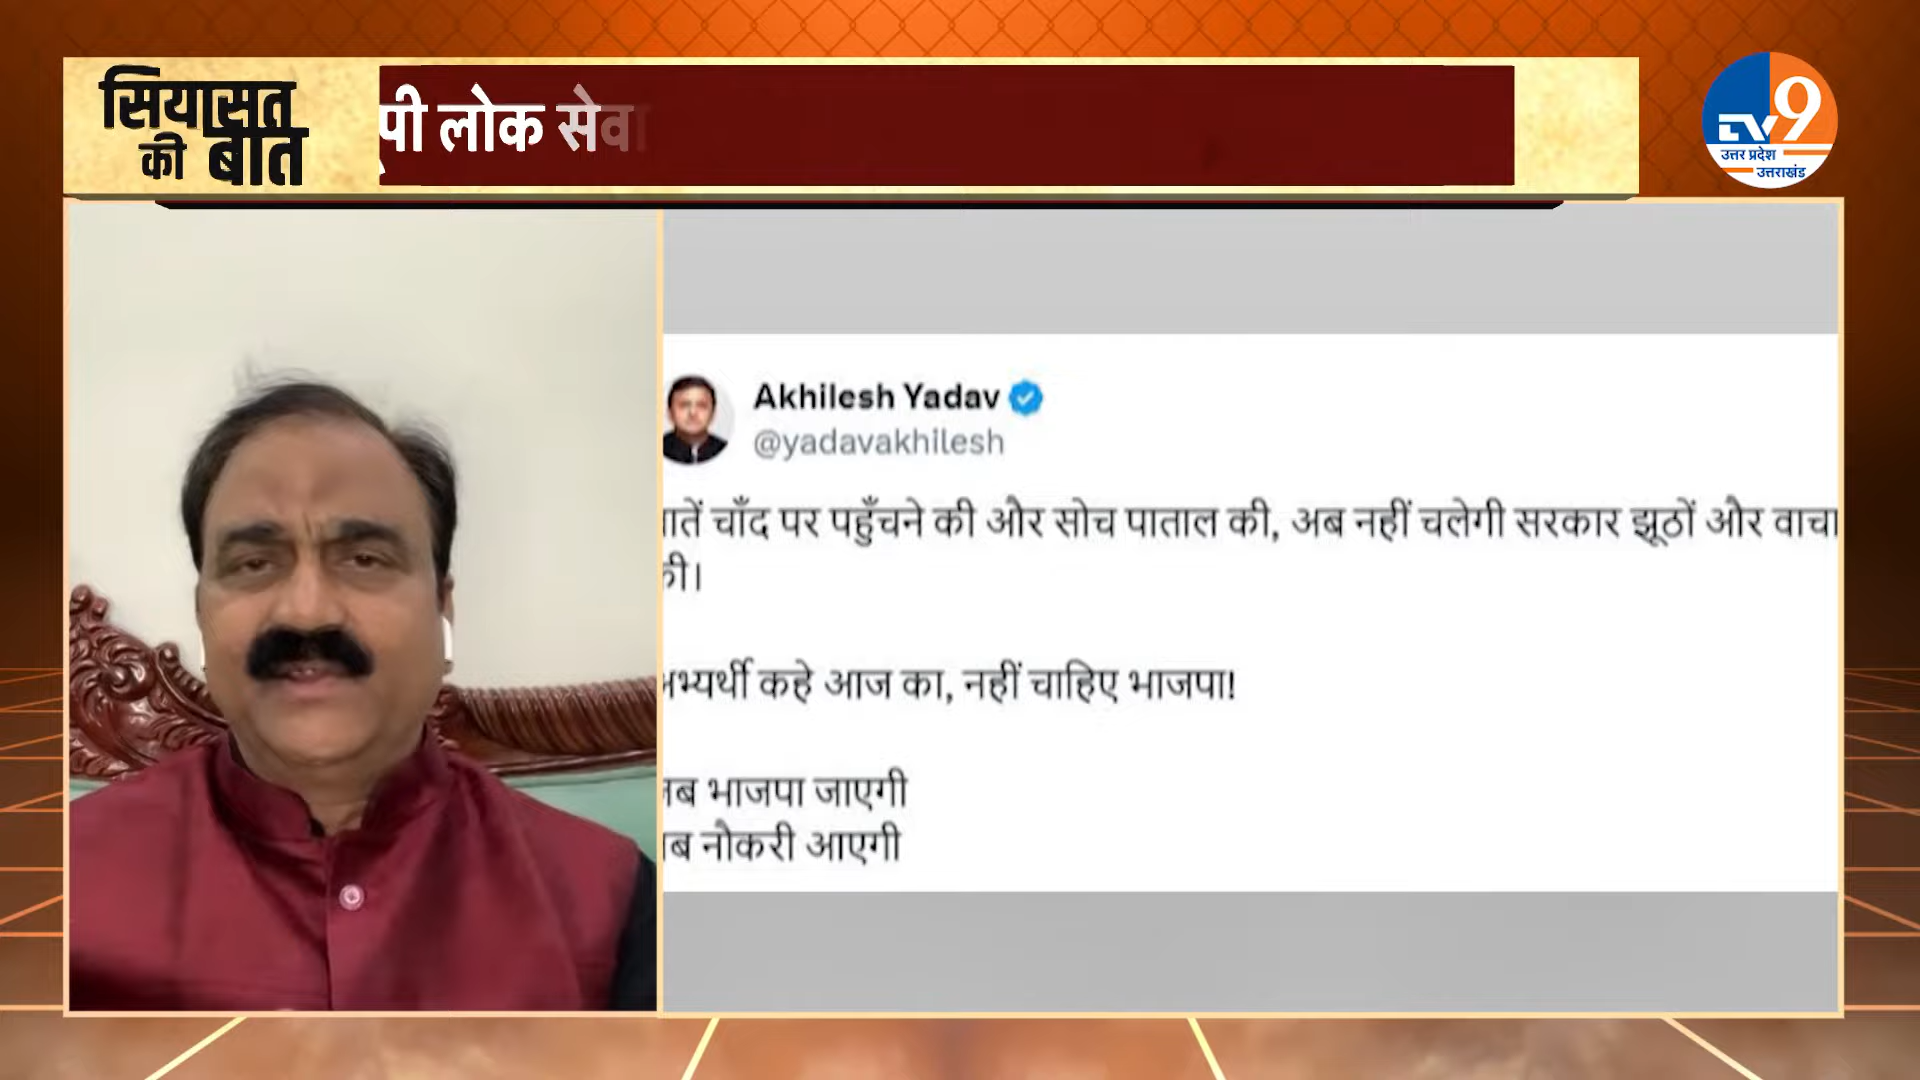 सियासत
की बात
पी लोक सेवा
TV9
उत्तर प्रदेश
उत्तराखंड
Akhilesh Yadav
@yadavakhilesh
चाँद पर पहुँचने की और सोच पाताल की, अब नहीं चलेगी सरकार झूठों और
की।
कहे आज का, नहीं चाहिए भाजपा!
भाजपा जाएगी
नौकरी आएगी